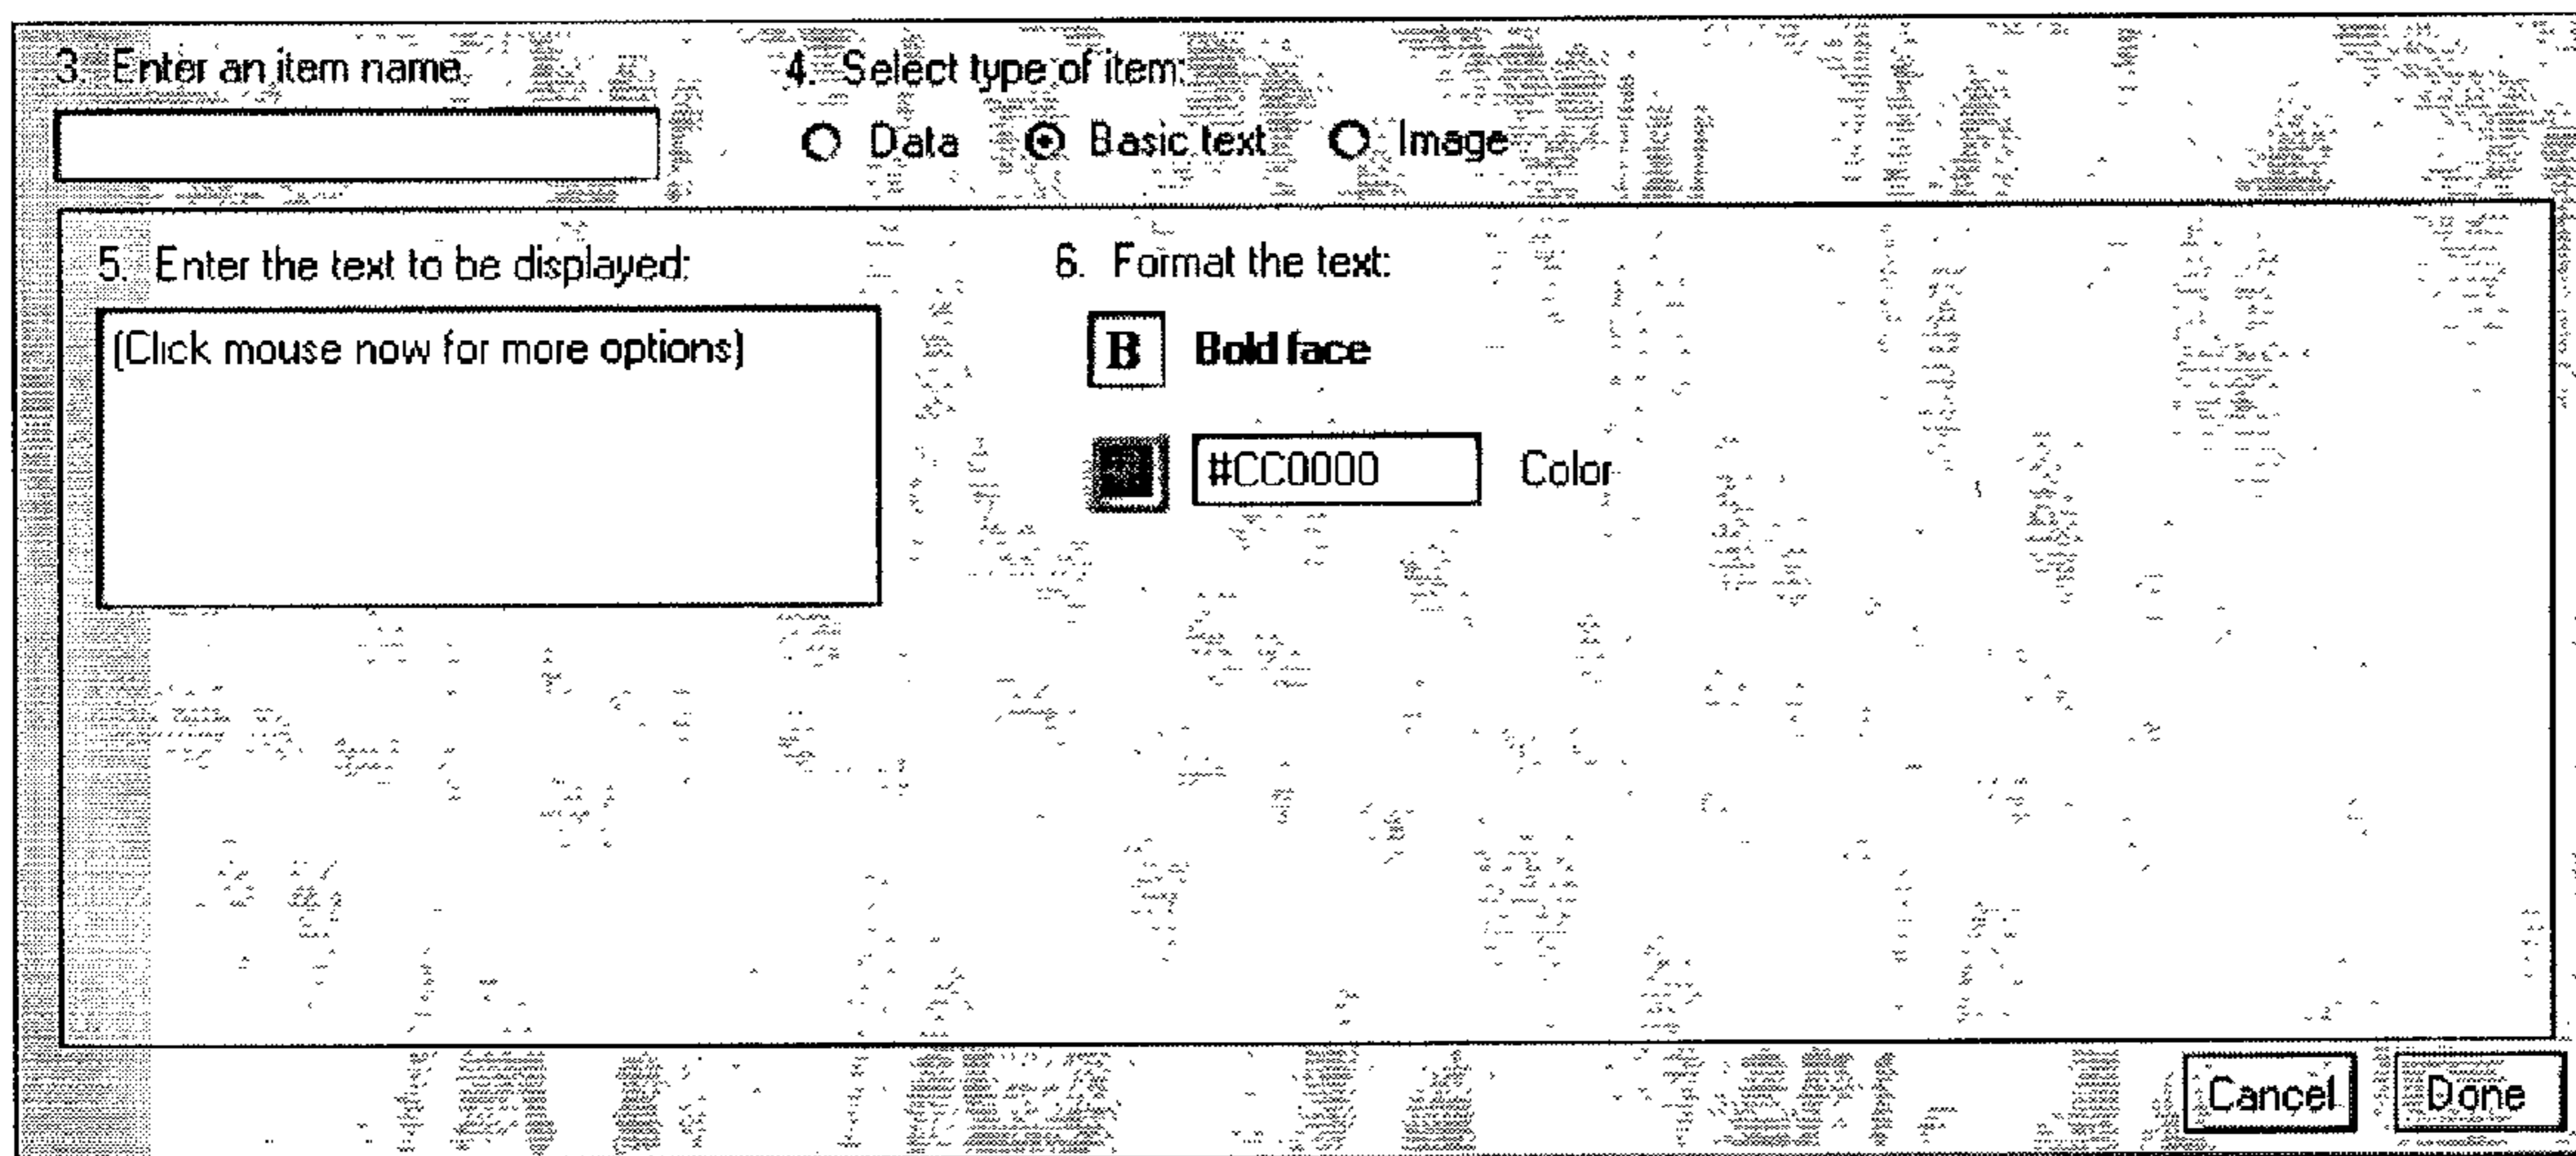 3. Enter an item name
4. Select type of item:
Data
Basic text
Image
5. Enter the text to be displayed:
(Click mouse now for more options)
6. Format the text:
B Bold face
#CC0000 Color
Cancel
Done